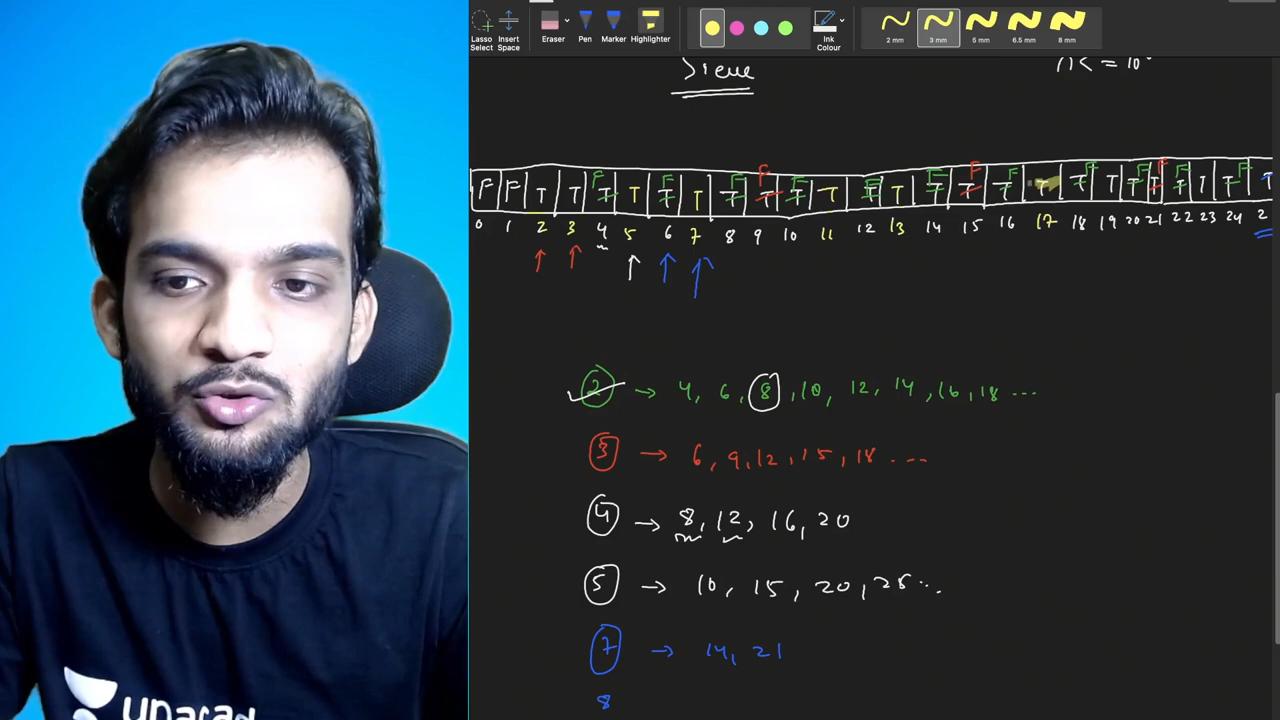 Lasso Select
Insert Space
Eraser
Pen
Marker
Highlighter
Ink Colour
2 mm
3 mm
5 mm
6.5 mm
8 mm
Sieve
F F T T T T T T T T T T T T T T T T T T T T T T T
F F F F F F F F F F F F F F
0 1 2 3 4 5 6 7 8 9 10 11 12 13 14 15 16 17 18 19 20 21 22 23 24 2
2 → 4, 6, 8, 10, 12, 14, 16, 18 ...
3 → 6, 9, 12, 15, 18 ....
4 → 8, 12, 16, 20
5 → 10, 15, 20, 25 ...
7 → 14, 21
8